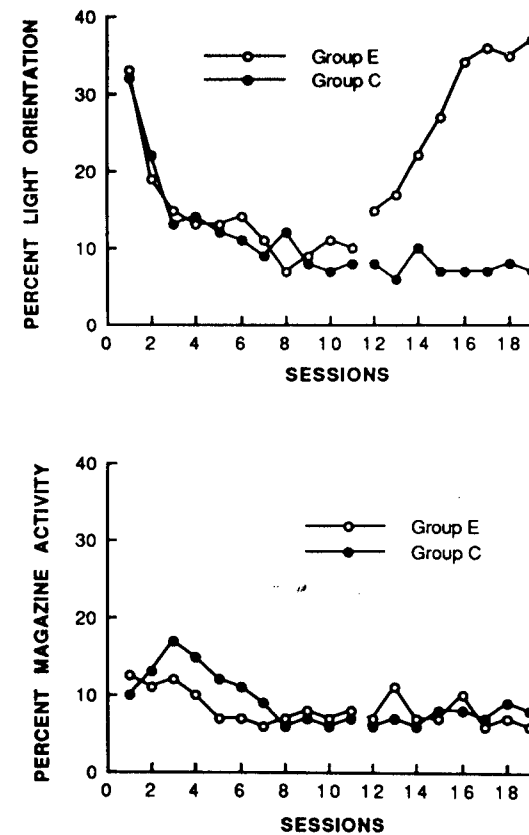 40
30
20
10
0
PERCENT LIGHT ORIENTATION
Group E
Group C
0 2 4 6 8 10 12 14 16 18
SESSIONS
40
30
20
10
0
PERCENT MAGAZINE ACTIVITY
Group E
Group C
0 2 4 6 8 10 12 14 16 18
SESSIONS